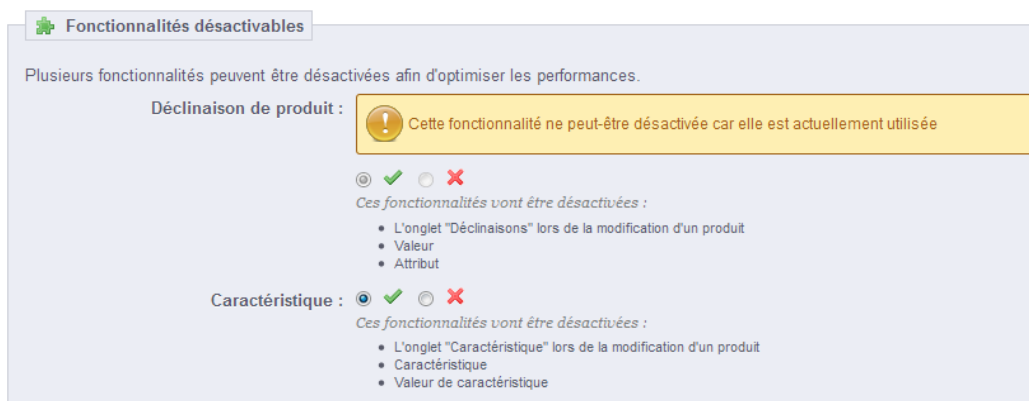 Fonctionnalités désactivables
Plusieurs fonctionnalités peuvent être désactivées afin d'optimiser les performances.
Déclinaison de produit :
Cette fonctionnalité ne peut-être désactivée car elle est actuellement utilisée
Ces fonctionnalités vont être désactivées :
L'onglet "Déclinaisons" lors de la modification d'un produit
Valeur
Attribut
Caractéristique :
Ces fonctionnalités vont être désactivées :
L'onglet "Caractéristique" lors de la modification d'un produit
Caractéristique
Valeur de caractéristique